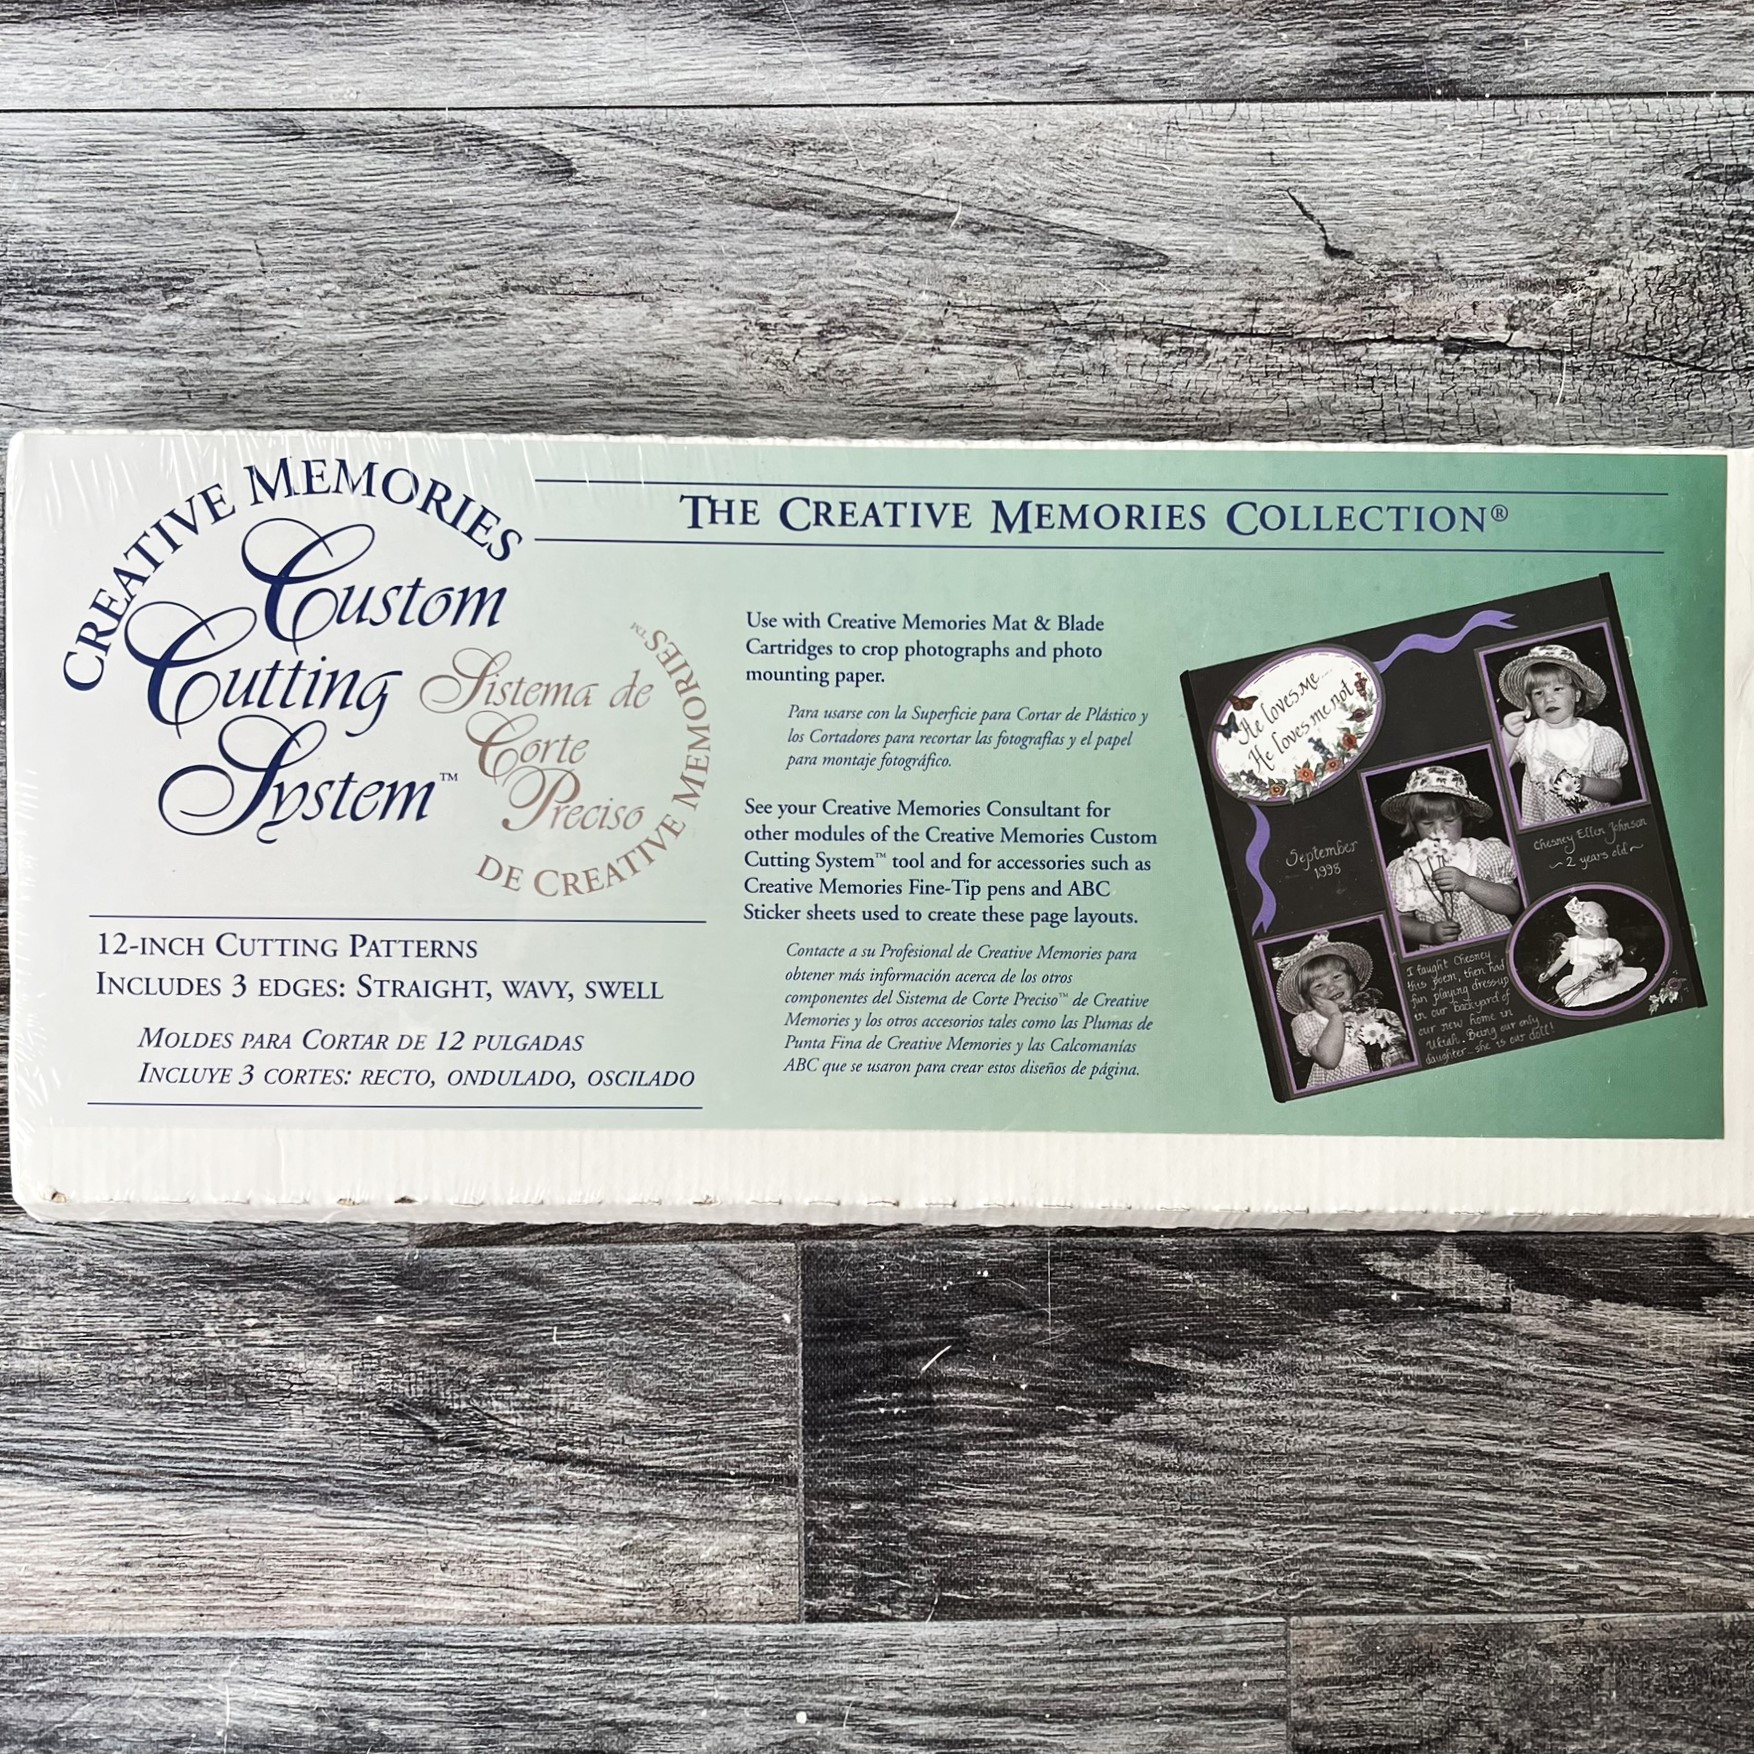 CREATIVE MEMORIES
Custom
Cutting
System™
Sistema de
Corte
Preciso
DE CREATIVE MEMORIES™
12-INCH CUTTING PATTERNS
INCLUDES 3 EDGES: STRAIGHT, WAVY, SWELL
MOLDES PARA CORTAR DE 12 PULGADAS
INCLUYE 3 CORTES: RECTO, ONDULADO, OSCILADO
THE CREATIVE MEMORIES COLLECTION®
Use with Creative Memories Mat & Blade
Cartridges to crop photographs and photo
mounting paper.
Para usarse con la Superficie para Cortar de Plástico y
los Cortadores para recortar las fotografías y el papel
para montaje fotográfico.
See your Creative Memories Consultant for
other modules of the Creative Memories Custom
Cutting System™ tool and for accessories such as
Creative Memories Fine-Tip pens and ABC
Sticker sheets used to create these page layouts.
Contacte a su Profesional de Creative Memories para
obtener más información acerca de los otros
componentes del Sistema de Corte Preciso™ de Creative
Memories y los otros accesorios tales como las Plumas de
Punta Fina de Creative Memories y las Calcomanías
ABC que se usaron para crear estos diseños de página.
He loves me...
He loves me not
September
1998
Chesney Ellen Johnson
~2 years old~
I taught Chesney
this poem, then had
fun playing dress-up
in our backyard of
our new home in
Ukiah. Being our only
daughter - she is our doll!